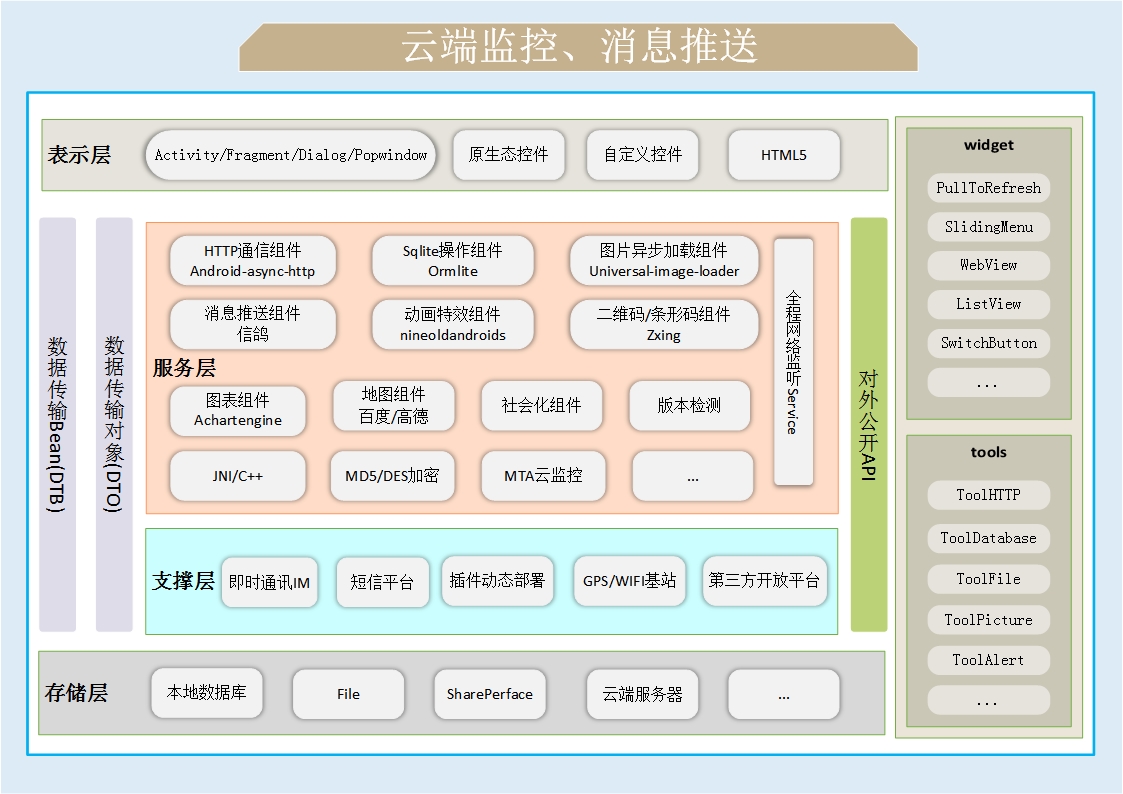 云端监控、消息推送
表示层
Activity/Fragment/Dialog/Popwindow
原生态控件
自定义控件
HTML5
数据传输Bean(DTB)
数据传输对象(DTO)
服务层
HTTP通信组件
Android-async-http
Sqlite操作组件
Ormlite
图片异步加载组件
Universal-image-loader
消息推送组件
信鸽
动画特效组件
nineoldandroids
二维码/条形码组件
Zxing
图表组件
Achartengine
地图组件
百度/高德
社会化组件
版本检测
JNI/C++
MD5/DES加密
MTA云监控
...
全程网络监听Service
对外公开API
支撑层
即时通讯IM
短信平台
插件动态部署
GPS/WIFI基站
第三方开放平台
存储层
本地数据库
File
SharePerface
云端服务器
...
widget
PullToRefresh
SlidingMenu
WebView
ListView
SwitchButton
...
tools
ToolHTTP
ToolDatabase
ToolFile
ToolPicture
ToolAlert
...